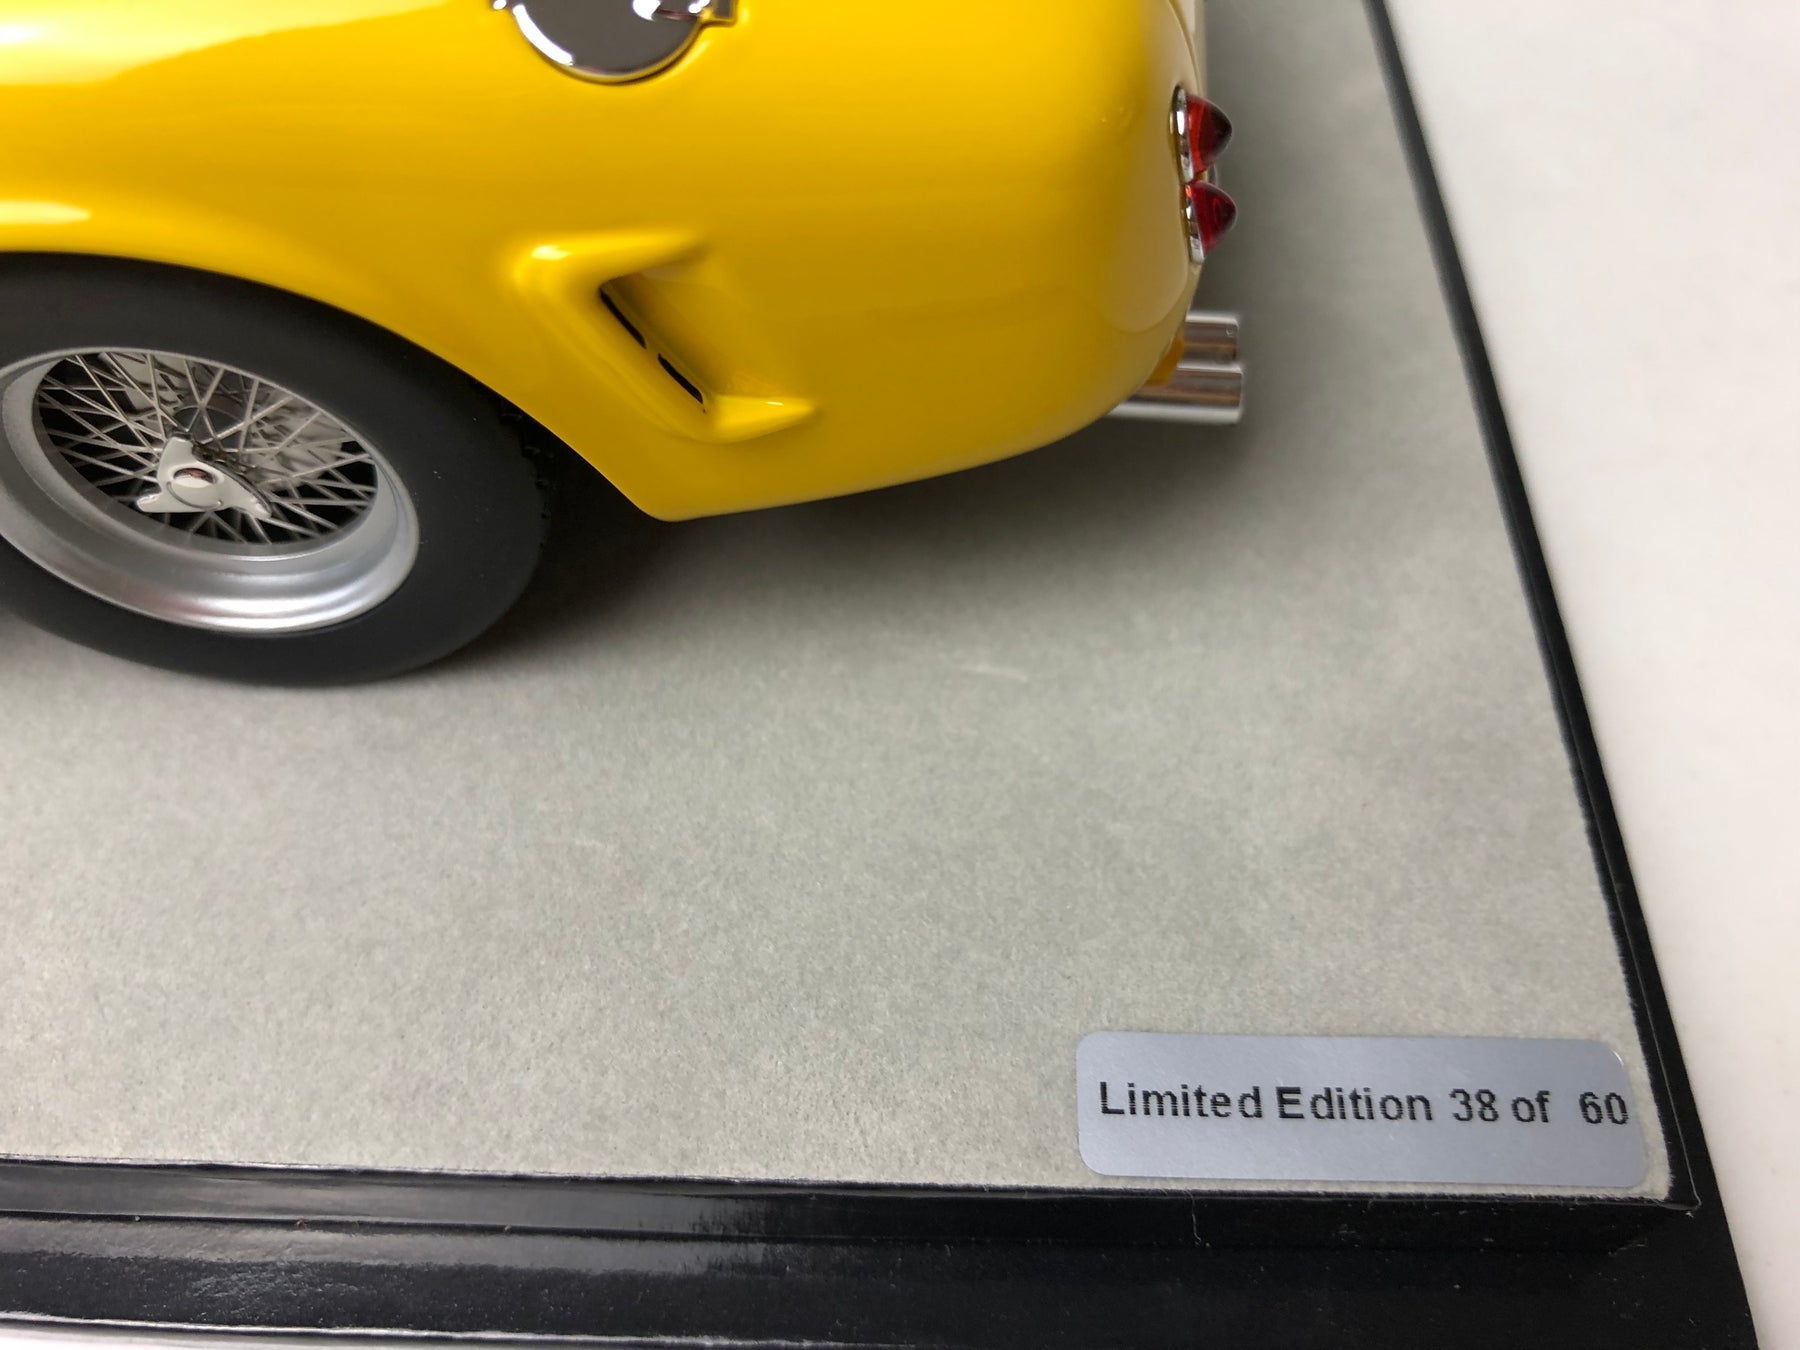 Limited Edition 38 of 60